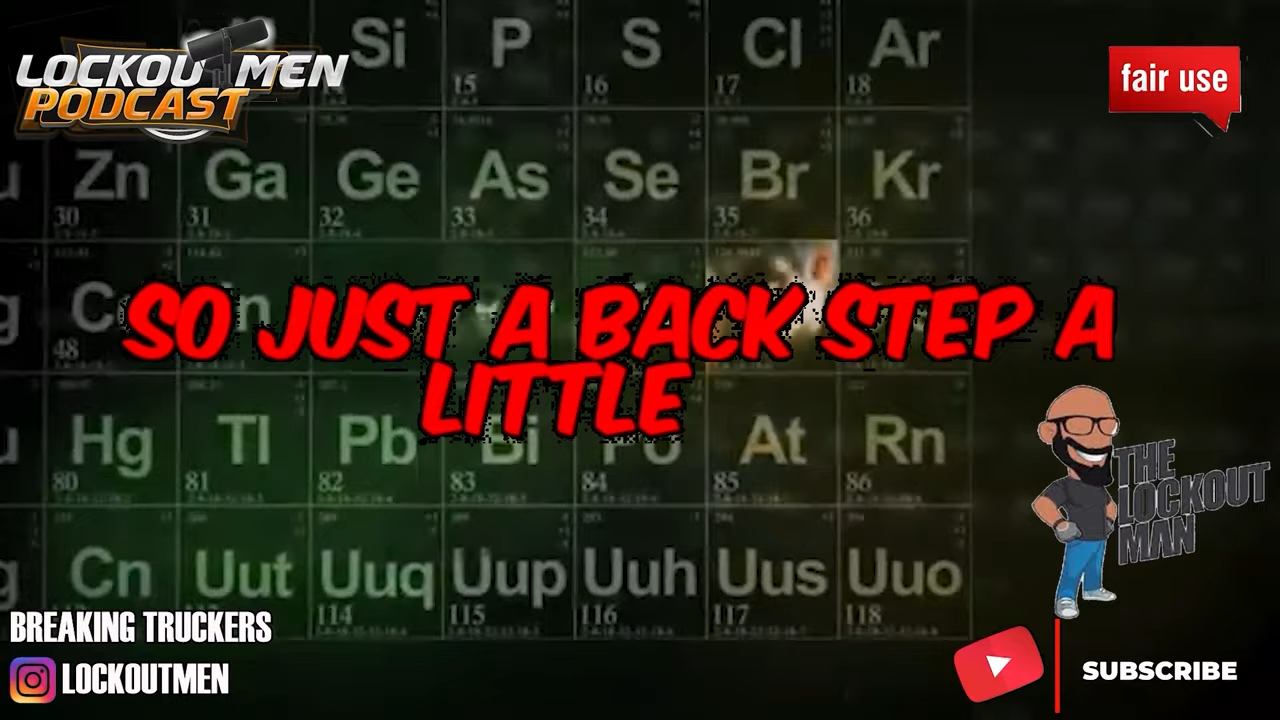 LOCKOUTMEN
PODCAST
fair use
Si P S Cl Ar
15 16 17 18
Zn Ga Ge As Se Br Kr
30 31 32 33 34 35 36
SO JUST A BACK STEP A
LITTLE
48
Hg Tl Pb Bi Po At Rn
80 81 82 83 84 85 86
THE
LOCKOUT
MAN
Cn Uut Uuq Uup Uuh Uus Uuo
114 115 116 117 118
BREAKING TRUCKERS
LOCKOUTMEN
SUBSCRIBE